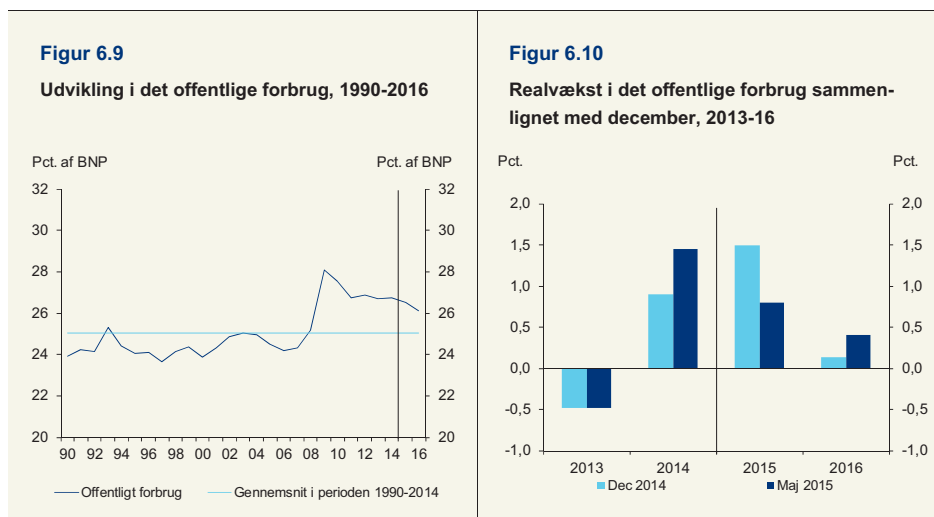 Figur 6.9
Udvikling i det offentlige forbrug, 1990-2016
Pct. af BNP
Pct. af BNP
32
30
28
26
24
22
20
32
30
28
26
24
22
20
90 92 94 96 98 00 02 04 06 08 10 12 14 16
Offentligt forbrug
Gennemsnit i perioden 1990-2014
Figur 6.10
Realvækst i det offentlige forbrug sammen-
lignet med december, 2013-16
Pct.
Pct.
2,0
1,5
1,0
0,5
0,0
-0,5
-1,0
2,0
1,5
1,0
0,5
0,0
-0,5
-1,0
2013 2014 2015 2016
Dec 2014
Maj 2015